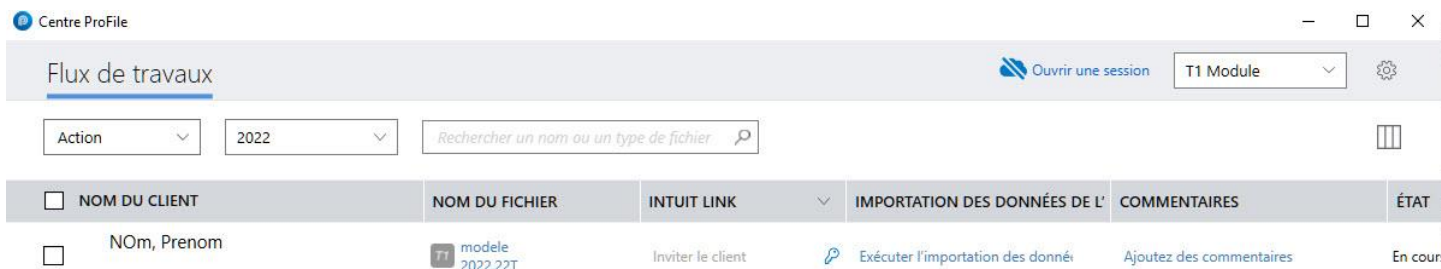 Centre ProFile
Flux de travaux
Ouvrir une session
T1 Module
Action
2022
Rechercher un nom ou un type de fichier
NOM DU CLIENT NOM DU FICHIER INTUIT LINK IMPORTATION DES DONNÉES DE L' COMMENTAIRES ÉTAT
NOm, Prenom
T1
modele
2022.22T
Inviter le client
Exécuter l'importation des donné
Ajoutez des commentaires
En cour